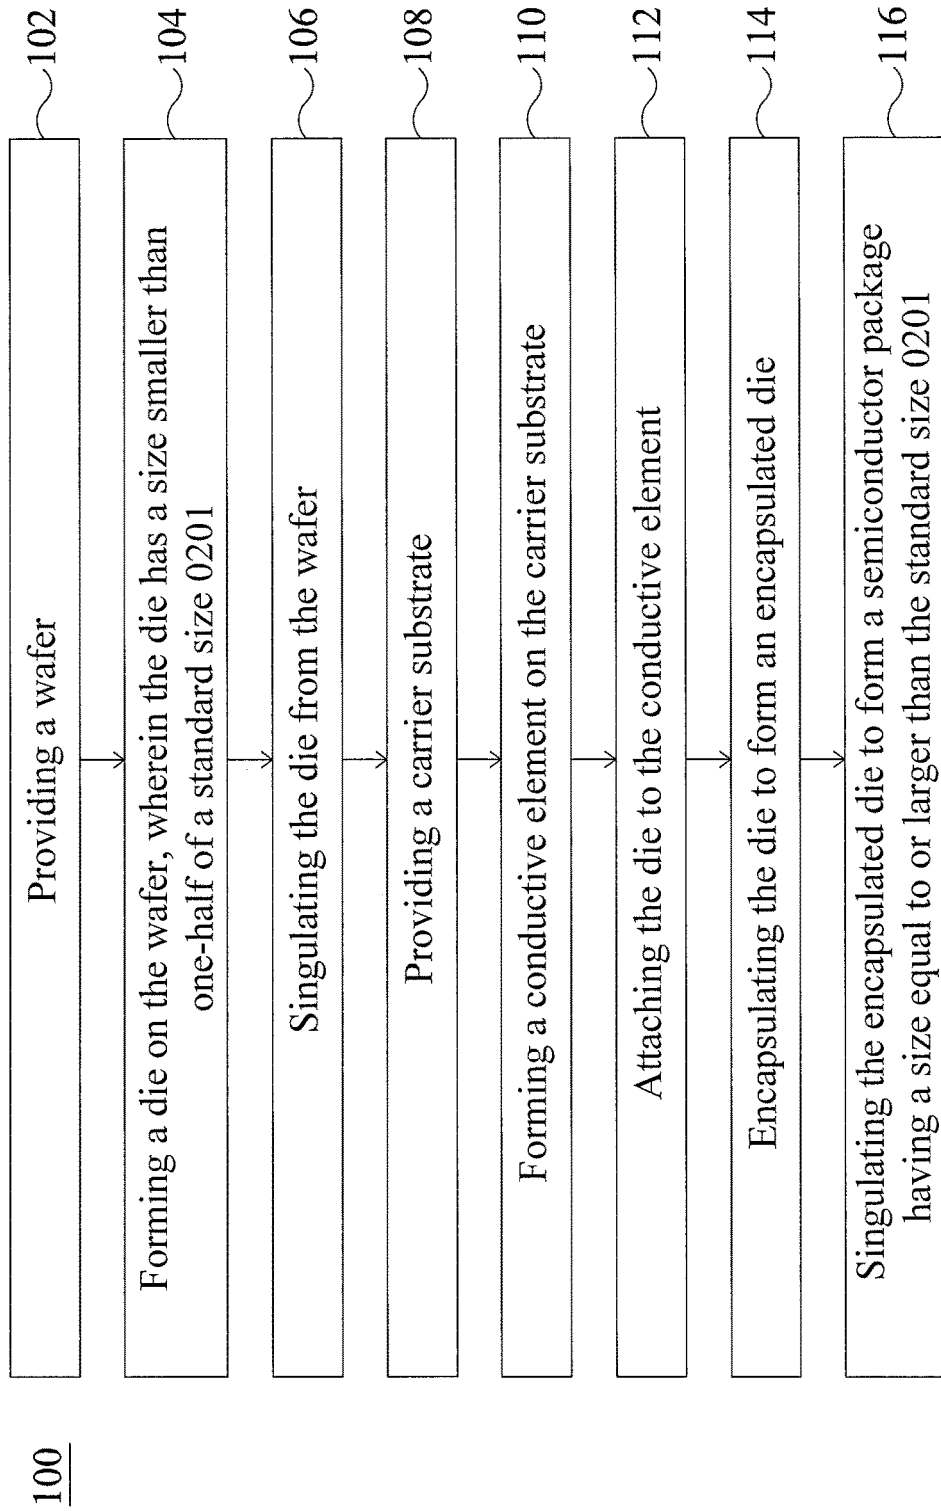 100
Providing a wafer
102
Forming a die on the wafer, wherein the die has a size smaller than
one-half of a standard size 0201
104
Singulating the die from the wafer
106
Providing a carrier substrate
108
Forming a conductive element on the carrier substrate
110
Attaching the die to the conductive element
112
Encapsulating the die to form an encapsulated die
114
Singulating the encapsulated die to form a semiconductor package
having a size equal to or larger than the standard size 0201
116